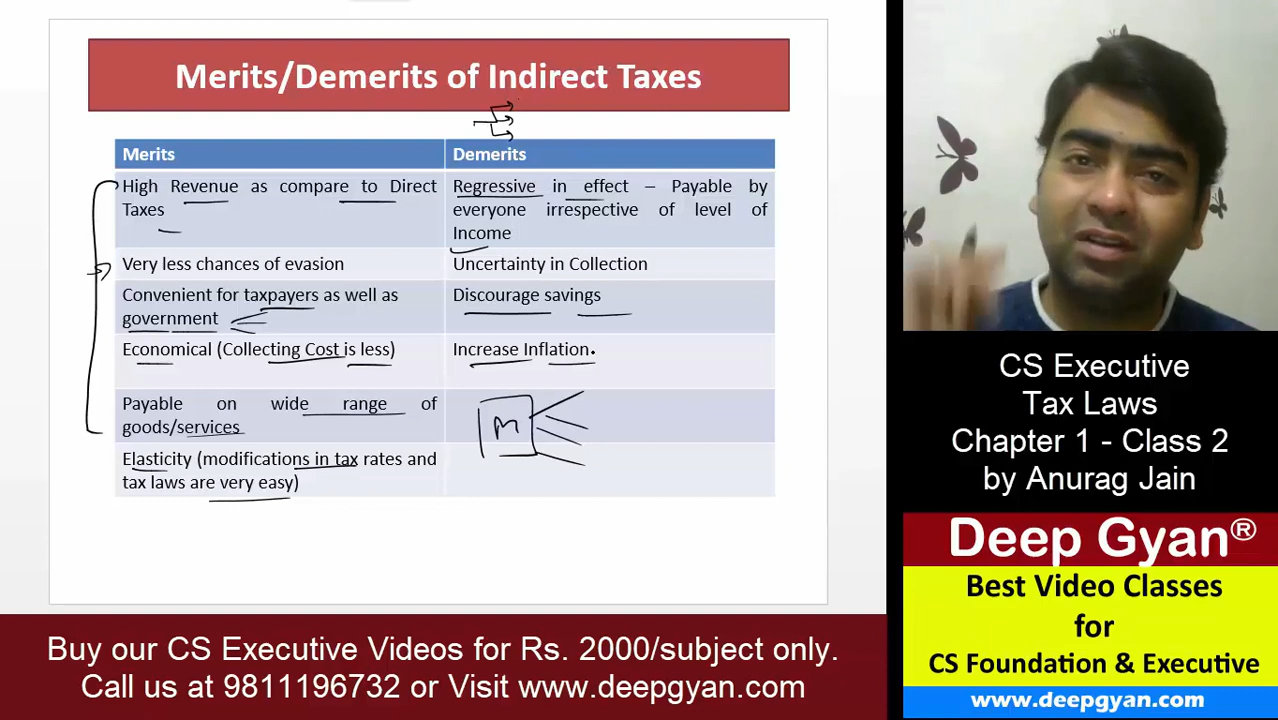 Merits/Demerits of Indirect Taxes
Merits
Demerits
High Revenue as compare to Direct
Taxes
Regressive in effect – Payable by
everyone irrespective of level of
Income
Very less chances of evasion
Uncertainty in Collection
Convenient for taxpayers as well as
government
Discourage savings
Economical (Collecting Cost is less)
Increase Inflation.
Payable on wide range of
goods/services
M
Elasticity (modifications in tax rates and
tax laws are very easy)
CS Executive
Tax Laws
Chapter 1 - Class 2
by Anurag Jain
Deep Gyan®
Best Video Classes
for
CS Foundation & Executive
www.deepgyan.com
Buy our CS Executive Videos for Rs. 2000/subject only.
Call us at 9811196732 or Visit www.deepgyan.com